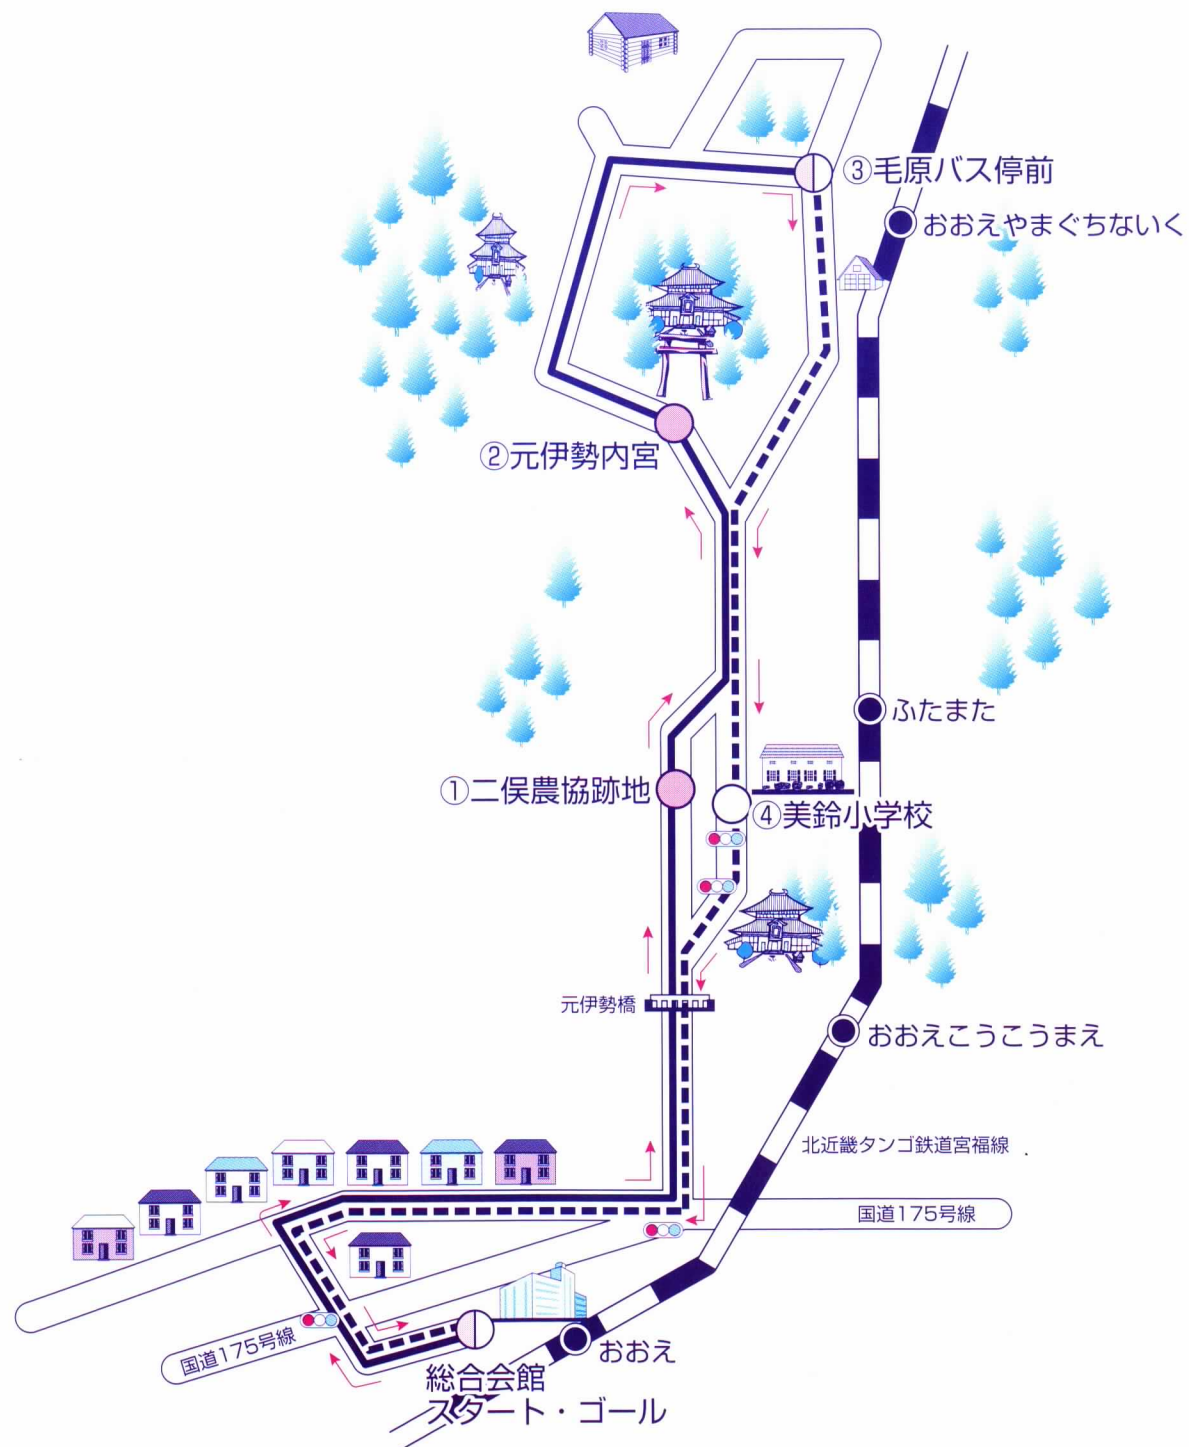 ③毛原バス停前
おおえやまぐちないく
②元伊勢内宮
ふたまた
①二俣農協跡地
④美鈴小学校
元伊勢橋
おおえこうこうまえ
北近畿タンゴ鉄道宮福線
国道175号線
国道175号線
おおえ
総合会館
スタート・ゴール